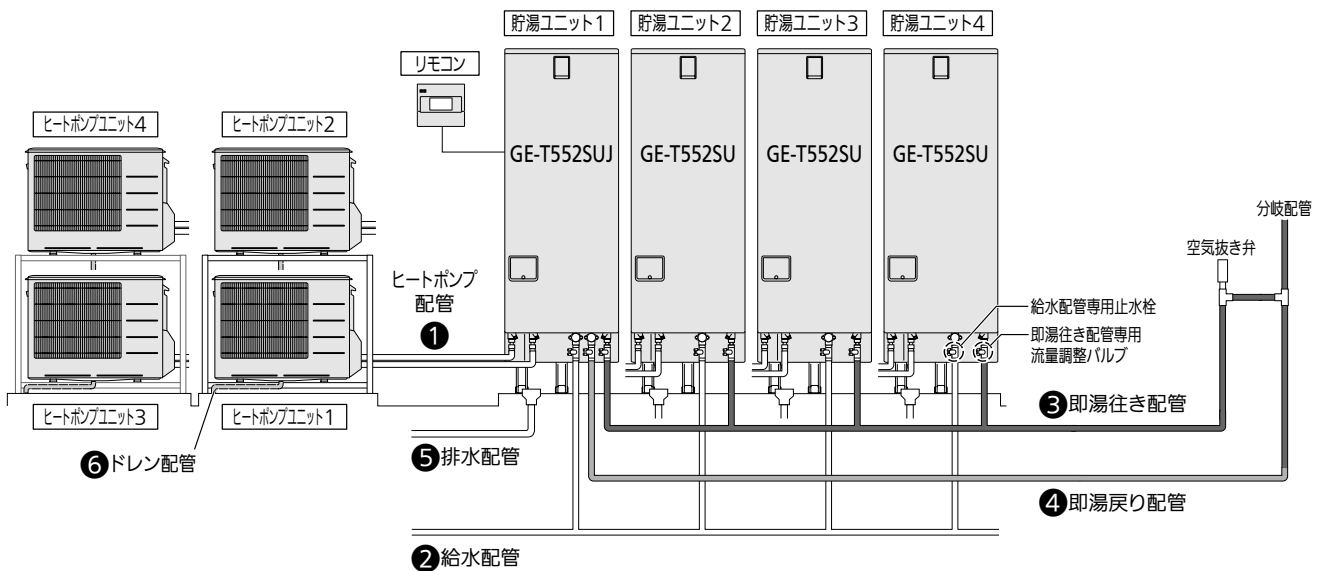 貯湯ユニット1
貯湯ユニット2
貯湯ユニット3
貯湯ユニット4
リモコン
ヒートポンプユニット4
ヒートポンプユニット2
GE-T552SUJ
GE-T552SU
GE-T552SU
GE-T552SU
分岐配管
空気抜き弁
ヒートポンプ
配管
❶
給水配管専用止水栓
即湯往き配管専用
流量調整バルブ
❸即湯往き配管
ヒートポンプユニット3
ヒートポンプユニット1
❺排水配管
❻ドレン配管
❹即湯戻り配管
❷給水配管